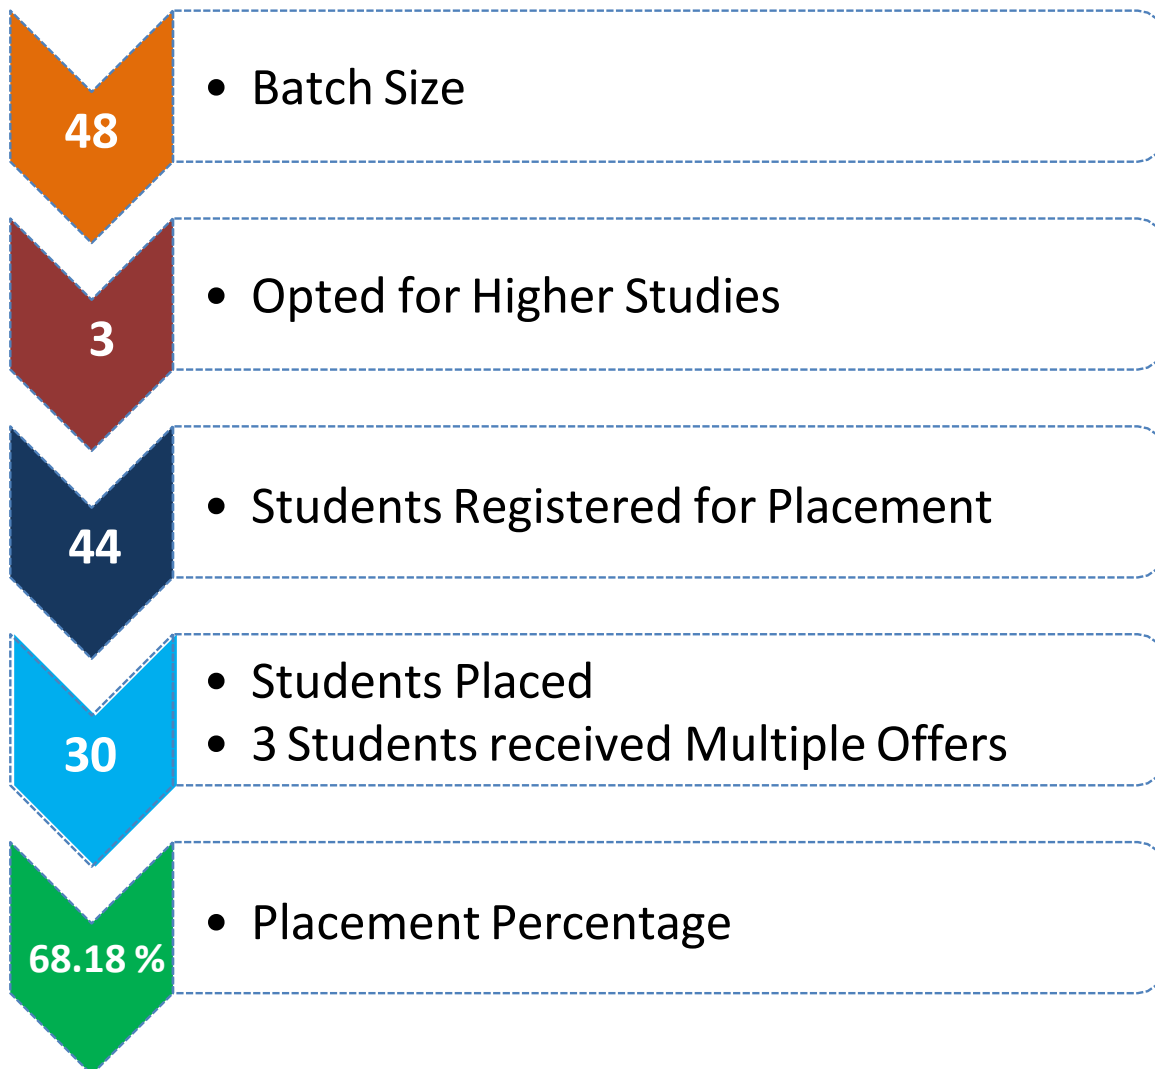 48
• Batch Size
3
• Opted for Higher Studies
44
• Students Registered for Placement
30
• Students Placed
• 3 Students received Multiple Offers
68.18 %
• Placement Percentage